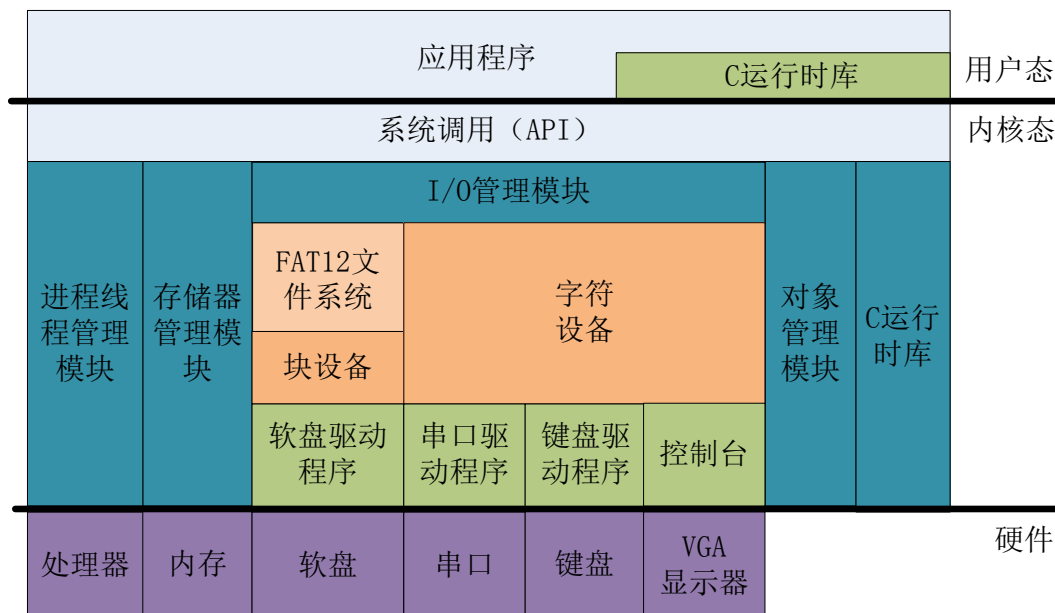 应用程序
C运行时库
用户态
系统调用（API）
内核态
I/O管理模块
进程线
程管理
模块
存储器
管理模
块
FAT12文
件系统
块设备
字符
设备
对象
管理
模块
C运行
时库
软盘驱动
程序
串口驱
动程序
键盘驱
动程序
控制台
硬件
处理器
内存
软盘
串口
键盘
VGA
显示器